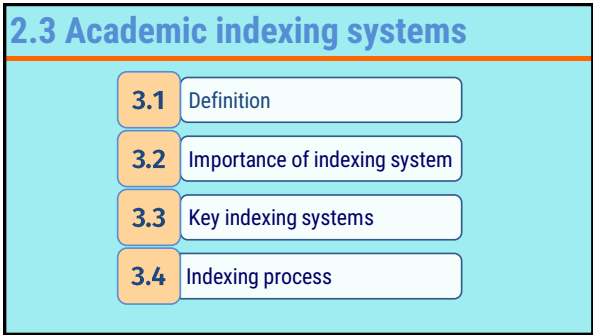 2.3 Academic indexing systems
3.1 Definition
3.2 Importance of indexing system
3.3 Key indexing systems
3.4 Indexing process